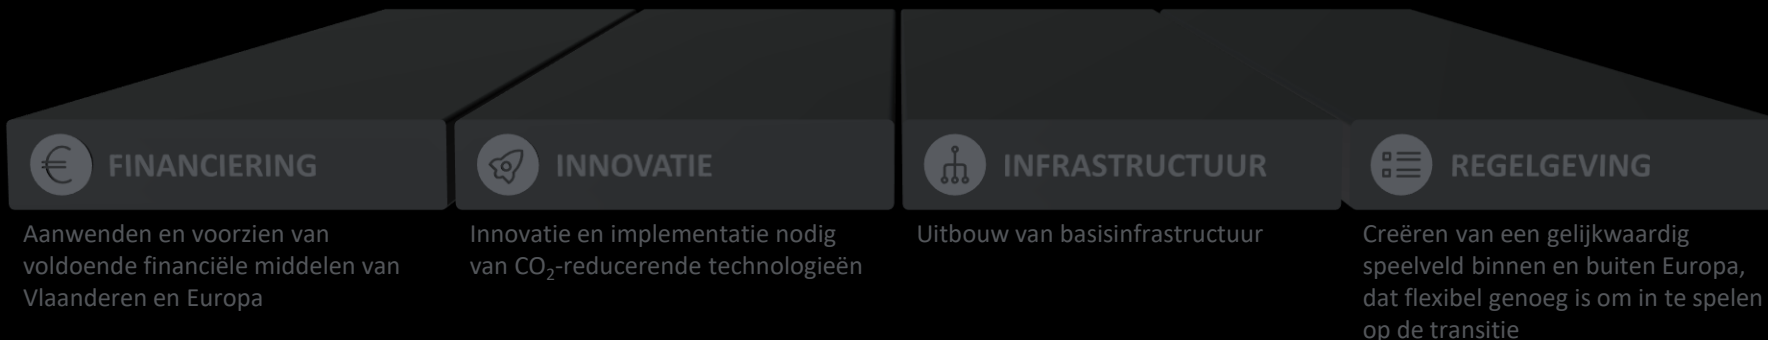 FINANCIERING
Aanwenden en voorzien van
voldoende financiële middelen van
Vlaanderen en Europa
INNOVATIE
Innovatie en implementatie nodig
van CO₂-reducerende technologieën
INFRASTRUCTUUR
Uitbouw van basisinfrastructuur
REGELGEVING
Creëren van een gelijkwaardig
speelveld binnen en buiten Europa,
dat flexibel genoeg is om in te spelen
op de transitie